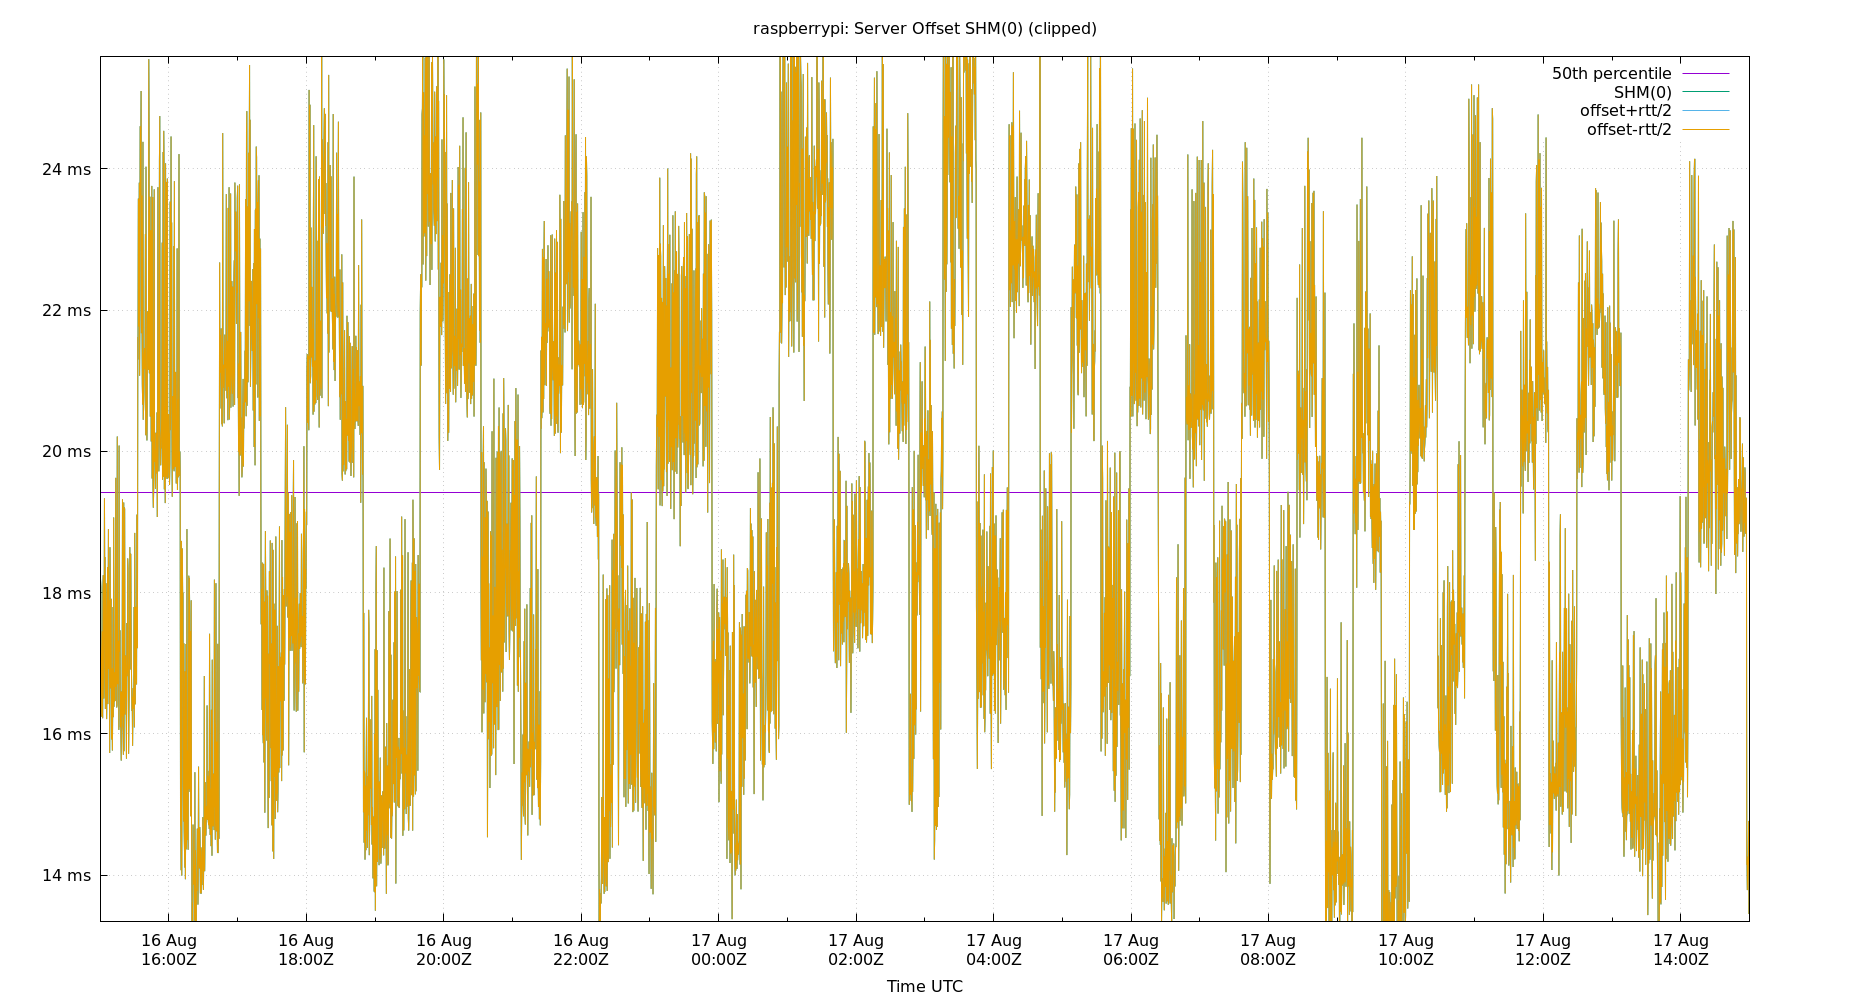 raspberrypi: Server Offset SHM(0) (clipped)
50th percentile
SHM(0)
offset+rtt/2
offset-rtt/2
24 ms
22 ms
20 ms
18 ms
16 ms
14 ms
16 Aug 16 Aug 16 Aug 16 Aug 17 Aug 17 Aug 17 Aug 17 Aug 17 Aug 17 Aug 17 Aug 17 Aug
16:00Z 18:00Z 20:00Z 22:00Z 00:00Z 02:00Z 04:00Z 06:00Z 08:00Z 10:00Z 12:00Z 14:00Z
Time UTC